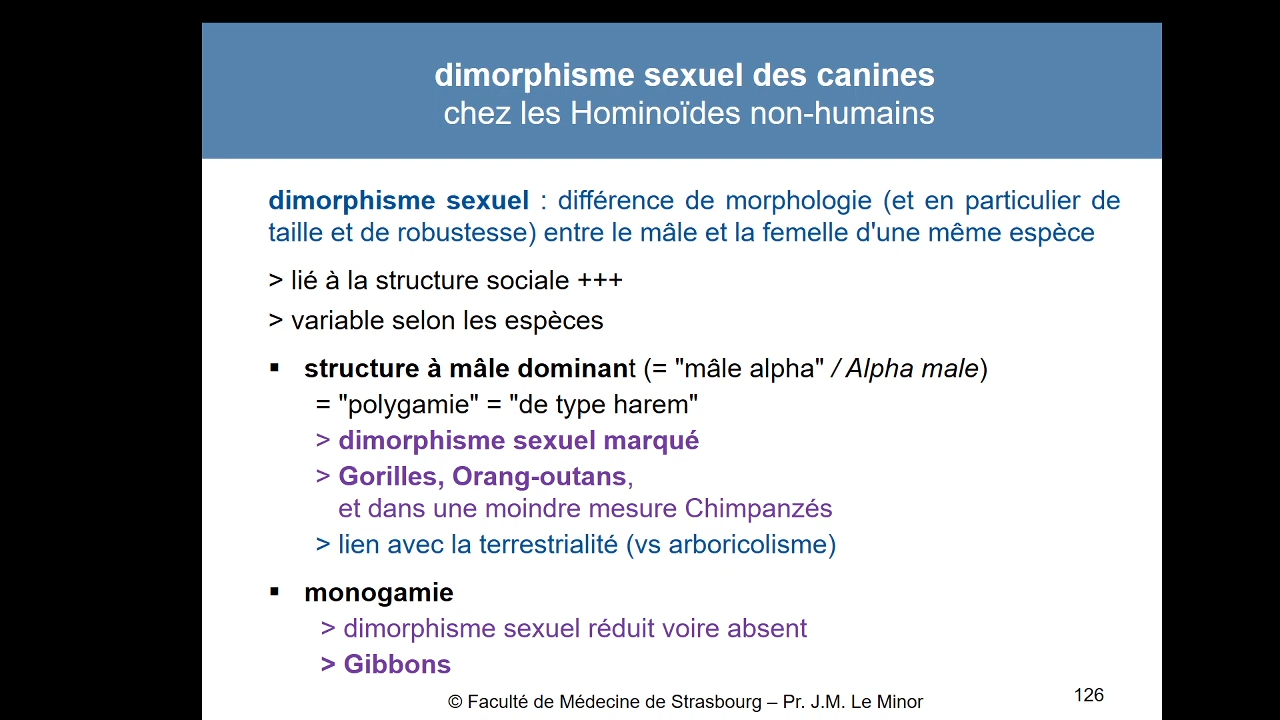 dimorphisme sexuel des canines
chez les Hominoïdes non-humains
dimorphisme sexuel : différence de morphologie (et en particulier de
taille et de robustesse) entre le mâle et la femelle d'une même espèce
> lié à la structure sociale +++
> variable selon les espèces
▪ structure à mâle dominant (= "mâle alpha" / Alpha male)
= "polygamie" = "de type harem"
> dimorphisme sexuel marqué
> Gorilles, Orang-outans,
et dans une moindre mesure Chimpanzés
> lien avec la terrestrialité (vs arboricolisme)
▪ monogamie
> dimorphisme sexuel réduit voire absent
> Gibbons
© Faculté de Médecine de Strasbourg – Pr. J.M. Le Minor
126